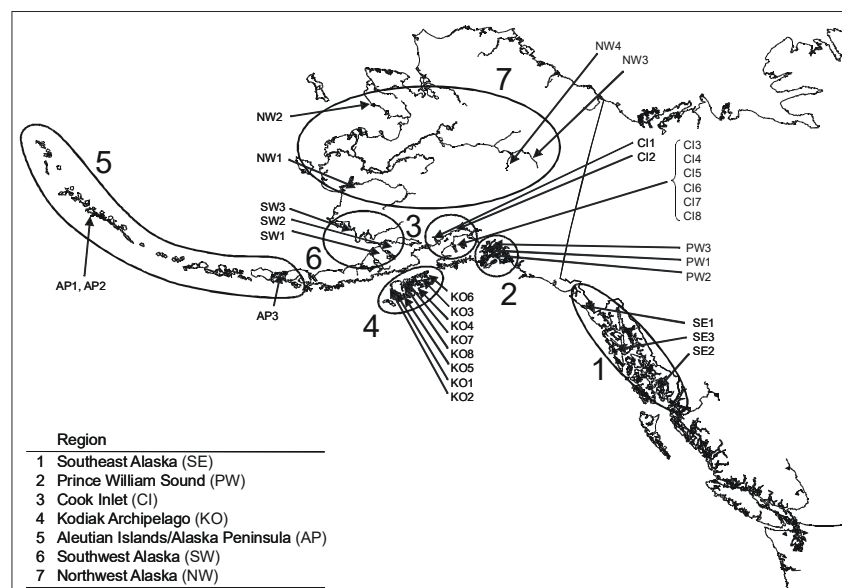 NW4
NW3
7
NW2
CI1
CI2
CI3
CI4
CI5
CI6
CI7
CI8
NW1
5
SW3
SW2
SW1
3
6
PW3
PW1
PW2
2
AP1, AP2
AP3
4
KO6
KO3
KO4
KO7
KO8
KO5
KO1
KO2
SE1
SE3
SE2
1
Region
1 Southeast Alaska (SE)
2 Prince William Sound (PW)
3 Cook Inlet (CI)
4 Kodiak Archipelago (KO)
5 Aleutian Islands/Alaska Peninsula (AP)
6 Southwest Alaska (SW)
7 Northwest Alaska (NW)